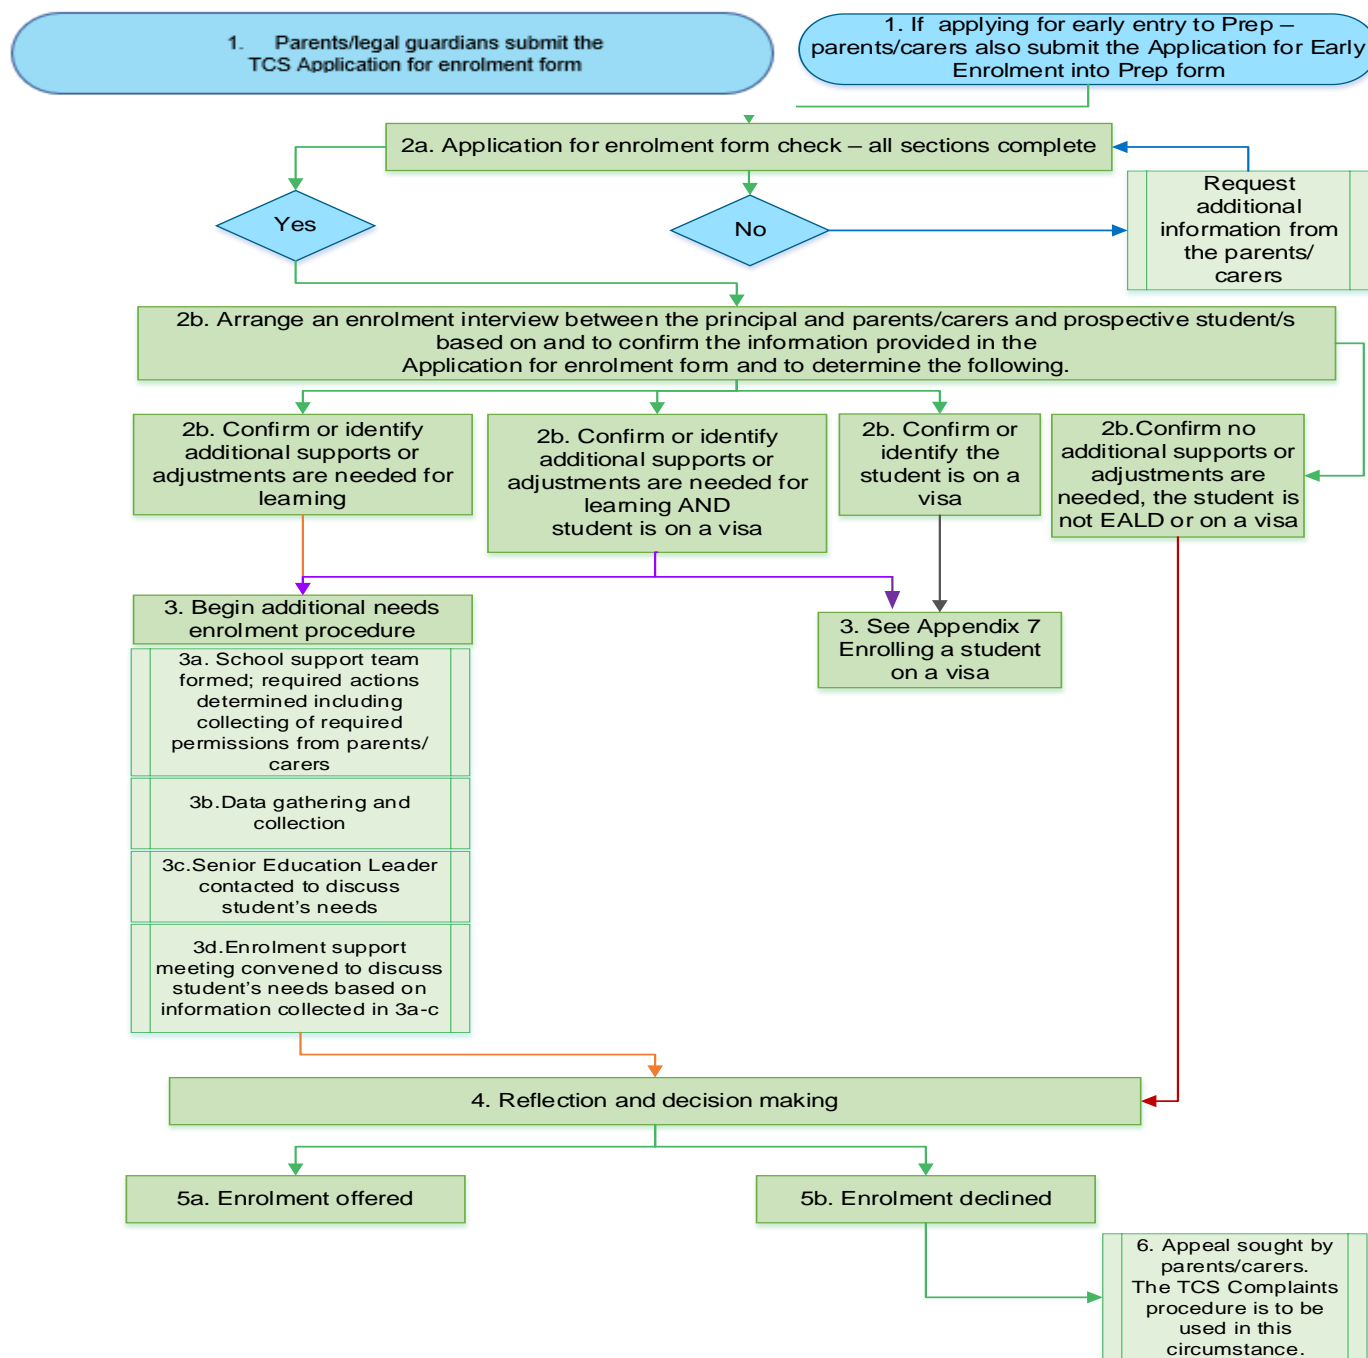 1. Parents/legal guardians submit the
TCS Application for enrolment form
1. If applying for early entry to Prep –
parents/carers also submit the Application for Early
Enrolment into Prep form
2a. Application for enrolment form check – all sections complete
Yes
No
Request
additional
information from
the parents/
carers
2b. Arrange an enrolment interview between the principal and parents/carers and prospective student/s
based on and to confirm the information provided in the
Application for enrolment form and to determine the following.
2b. Confirm or identify
additional supports or
adjustments are needed for
learning
2b. Confirm or identify
additional supports or
adjustments are needed for
learning AND
student is on a visa
2b. Confirm or
identify the
student is on a
visa
2b.Confirm no
additional supports or
adjustments are
needed, the student is
not EALD or on a visa
3. Begin additional needs
enrolment procedure
3. See Appendix 7
Enrolling a student
on a visa
3a. School support team
formed; required actions
determined including
collecting of required
permissions from parents/
carers
3b.Data gathering and
collection
3c.Senior Education Leader
contacted to discuss
student's needs
3d.Enrolment support
meeting convened to discuss
student's needs based on
information collected in 3a-c
4. Reflection and decision making
5a. Enrolment offered
5b. Enrolment declined
6. Appeal sought by
parents/carers.
The TCS Complaints
procedure is to be
used in this
circumstance.